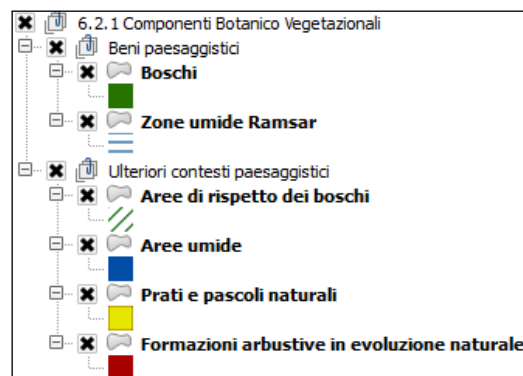 6.2.1 Componenti Botanico Vegetazionali
Beni paesaggistici
Boschi
Zone umide Ramsar
Ulteriori contesti paesaggistici
Aree di rispetto dei boschi
Aree umide
Prati e pascoli naturali
Formazioni arbustive in evoluzione naturale